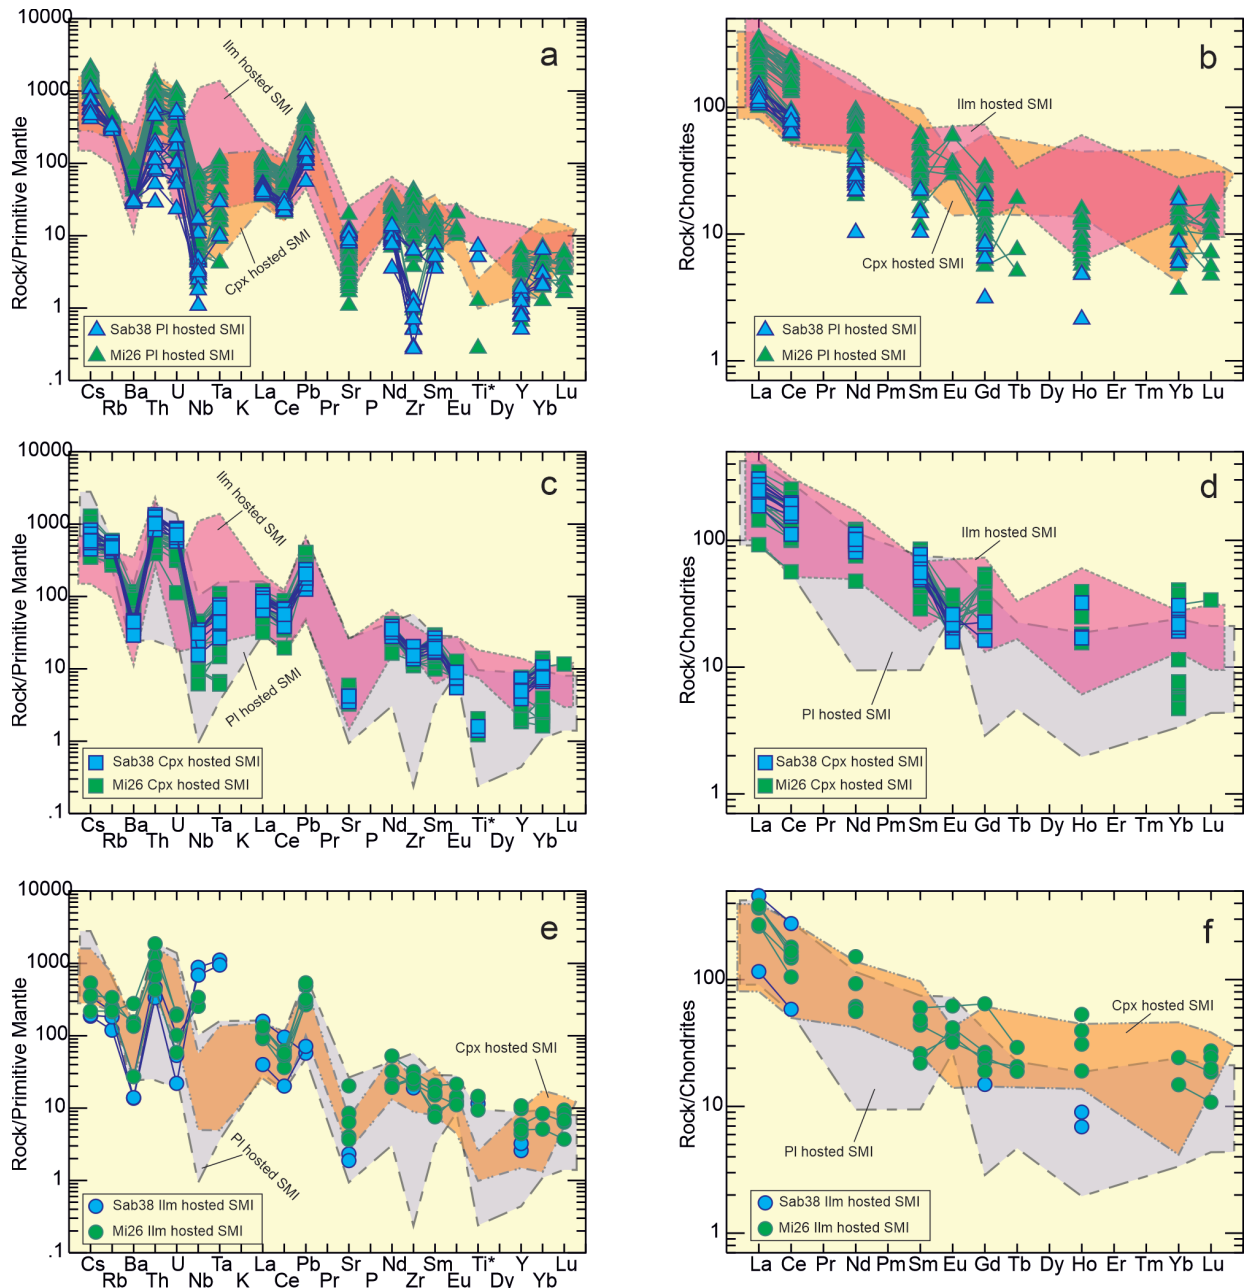 a
10000
1000
100
10
1
.1
Rock/Primitive Mantle
Ilm hosted SMI
Cpx hosted SMI
Sab38 Pl hosted SMI
Mi26 Pl hosted SMI
Cs Ba U Ta La Pb Sr Nd Sm Ti* Y Lu
Rb Th Nb K Ce Pr P Zr Eu Dy Yb
b
100
10
1
Rock/Chondrites
Ilm hosted SMI
Cpx hosted SMI
Sab38 Pl hosted SMI
Mi26 Pl hosted SMI
La Ce Pr Nd Pm Sm Eu Gd Tb Dy Ho Er Tm Yb Lu
c
10000
1000
100
10
1
.1
Rock/Primitive Mantle
Ilm hosted SMI
Pl hosted SMI
Sab38 Cpx hosted SMI
Mi26 Cpx hosted SMI
Cs Ba U Ta La Pb Sr Nd Sm Ti* Y Lu
Rb Th Nb K Ce Pr P Zr Eu Dy Yb
d
100
10
1
Rock/Chondrites
Ilm hosted SMI
Pl hosted SMI
Sab38 Cpx hosted SMI
Mi26 Cpx hosted SMI
La Ce Pr Nd Pm Sm Eu Gd Tb Dy Ho Er Tm Yb Lu
e
10000
1000
100
10
1
.1
Rock/Primitive Mantle
Cpx hosted SMI
Pl hosted SMI
Sab38 Ilm hosted SMI
Mi26 Ilm hosted SMI
Cs Ba U Ta La Pb Sr Nd Sm Ti* Y Lu
Rb Th Nb K Ce Pr P Zr Eu Dy Yb
f
100
10
1
Rock/Chondrites
Cpx hosted SMI
Pl hosted SMI
Sab38 Ilm hosted SMI
Mi26 Ilm hosted SMI
La Ce Pr Nd Pm Sm Eu Gd Tb Dy Ho Er Tm Yb Lu